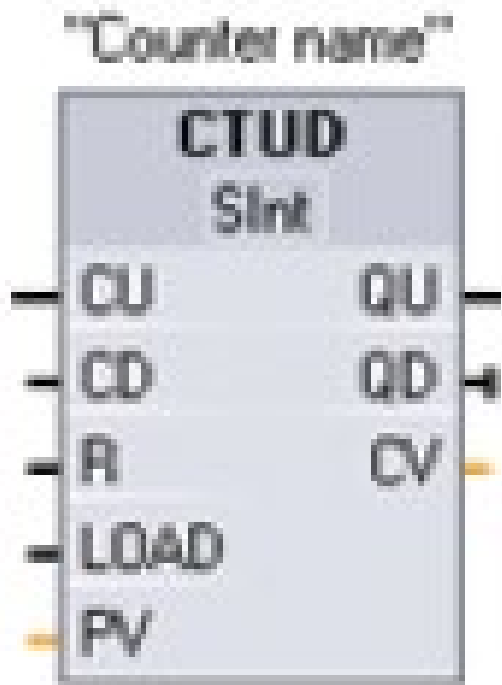 "Counter name"
CTUD
SInt
CU QU
CD QD
R CV
LOAD
PV